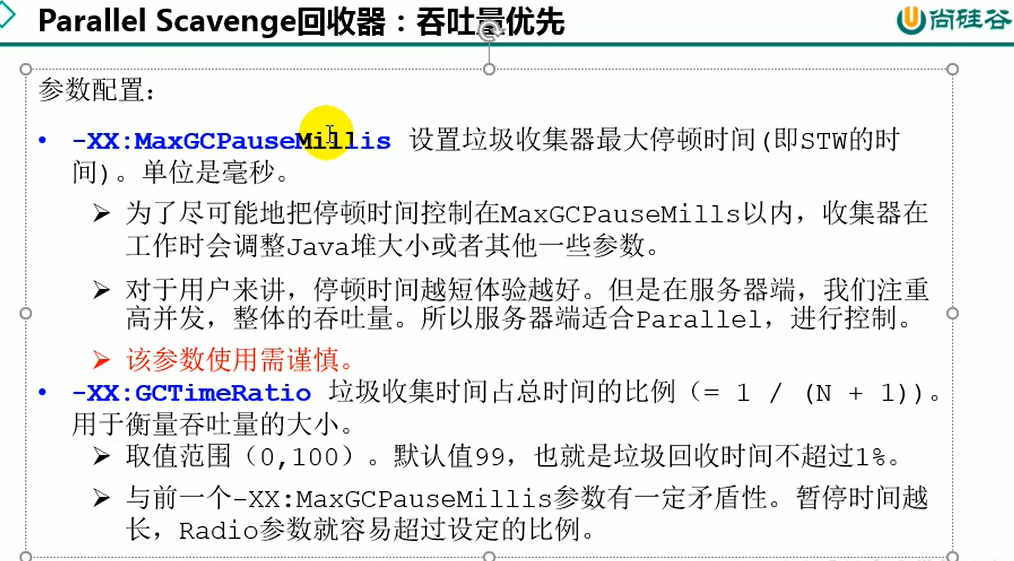 Parallel Scavenge回收器：吞吐量优先
尚硅谷
参数配置：
• -XX:MaxGCPauseMillis 设置垃圾收集器最大停顿时间(即STW的时
间)。单位是毫秒。
➢ 为了尽可能地把停顿时间控制在MaxGCPauseMills以内，收集器在
工作时会调整Java堆大小或者其他一些参数。
➢ 对于用户来讲，停顿时间越短体验越好。但是在服务器端，我们注重
高并发，整体的吞吐量。所以服务器端适合Parallel，进行控制。
➢ 该参数使用需谨慎。
• -XX:GCTimeRatio 垃圾收集时间占总时间的比例（= 1 / (N + 1)）。
用于衡量吞吐量的大小。
➢ 取值范围（0,100）。默认值99，也就是垃圾回收时间不超过1%。
➢ 与前一个-XX:MaxGCPauseMillis参数有一定矛盾性。暂停时间越
长，Radio参数就容易超过设定的比例。